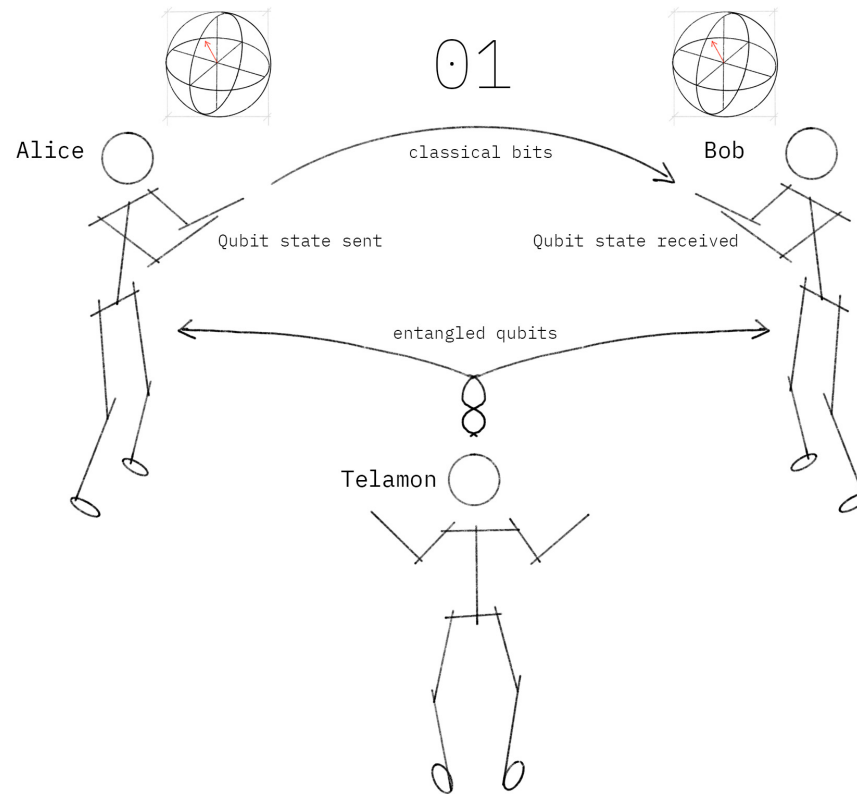 01
Alice
classical bits
Bob
Qubit state sent
Qubit state received
entangled qubits
Telamon